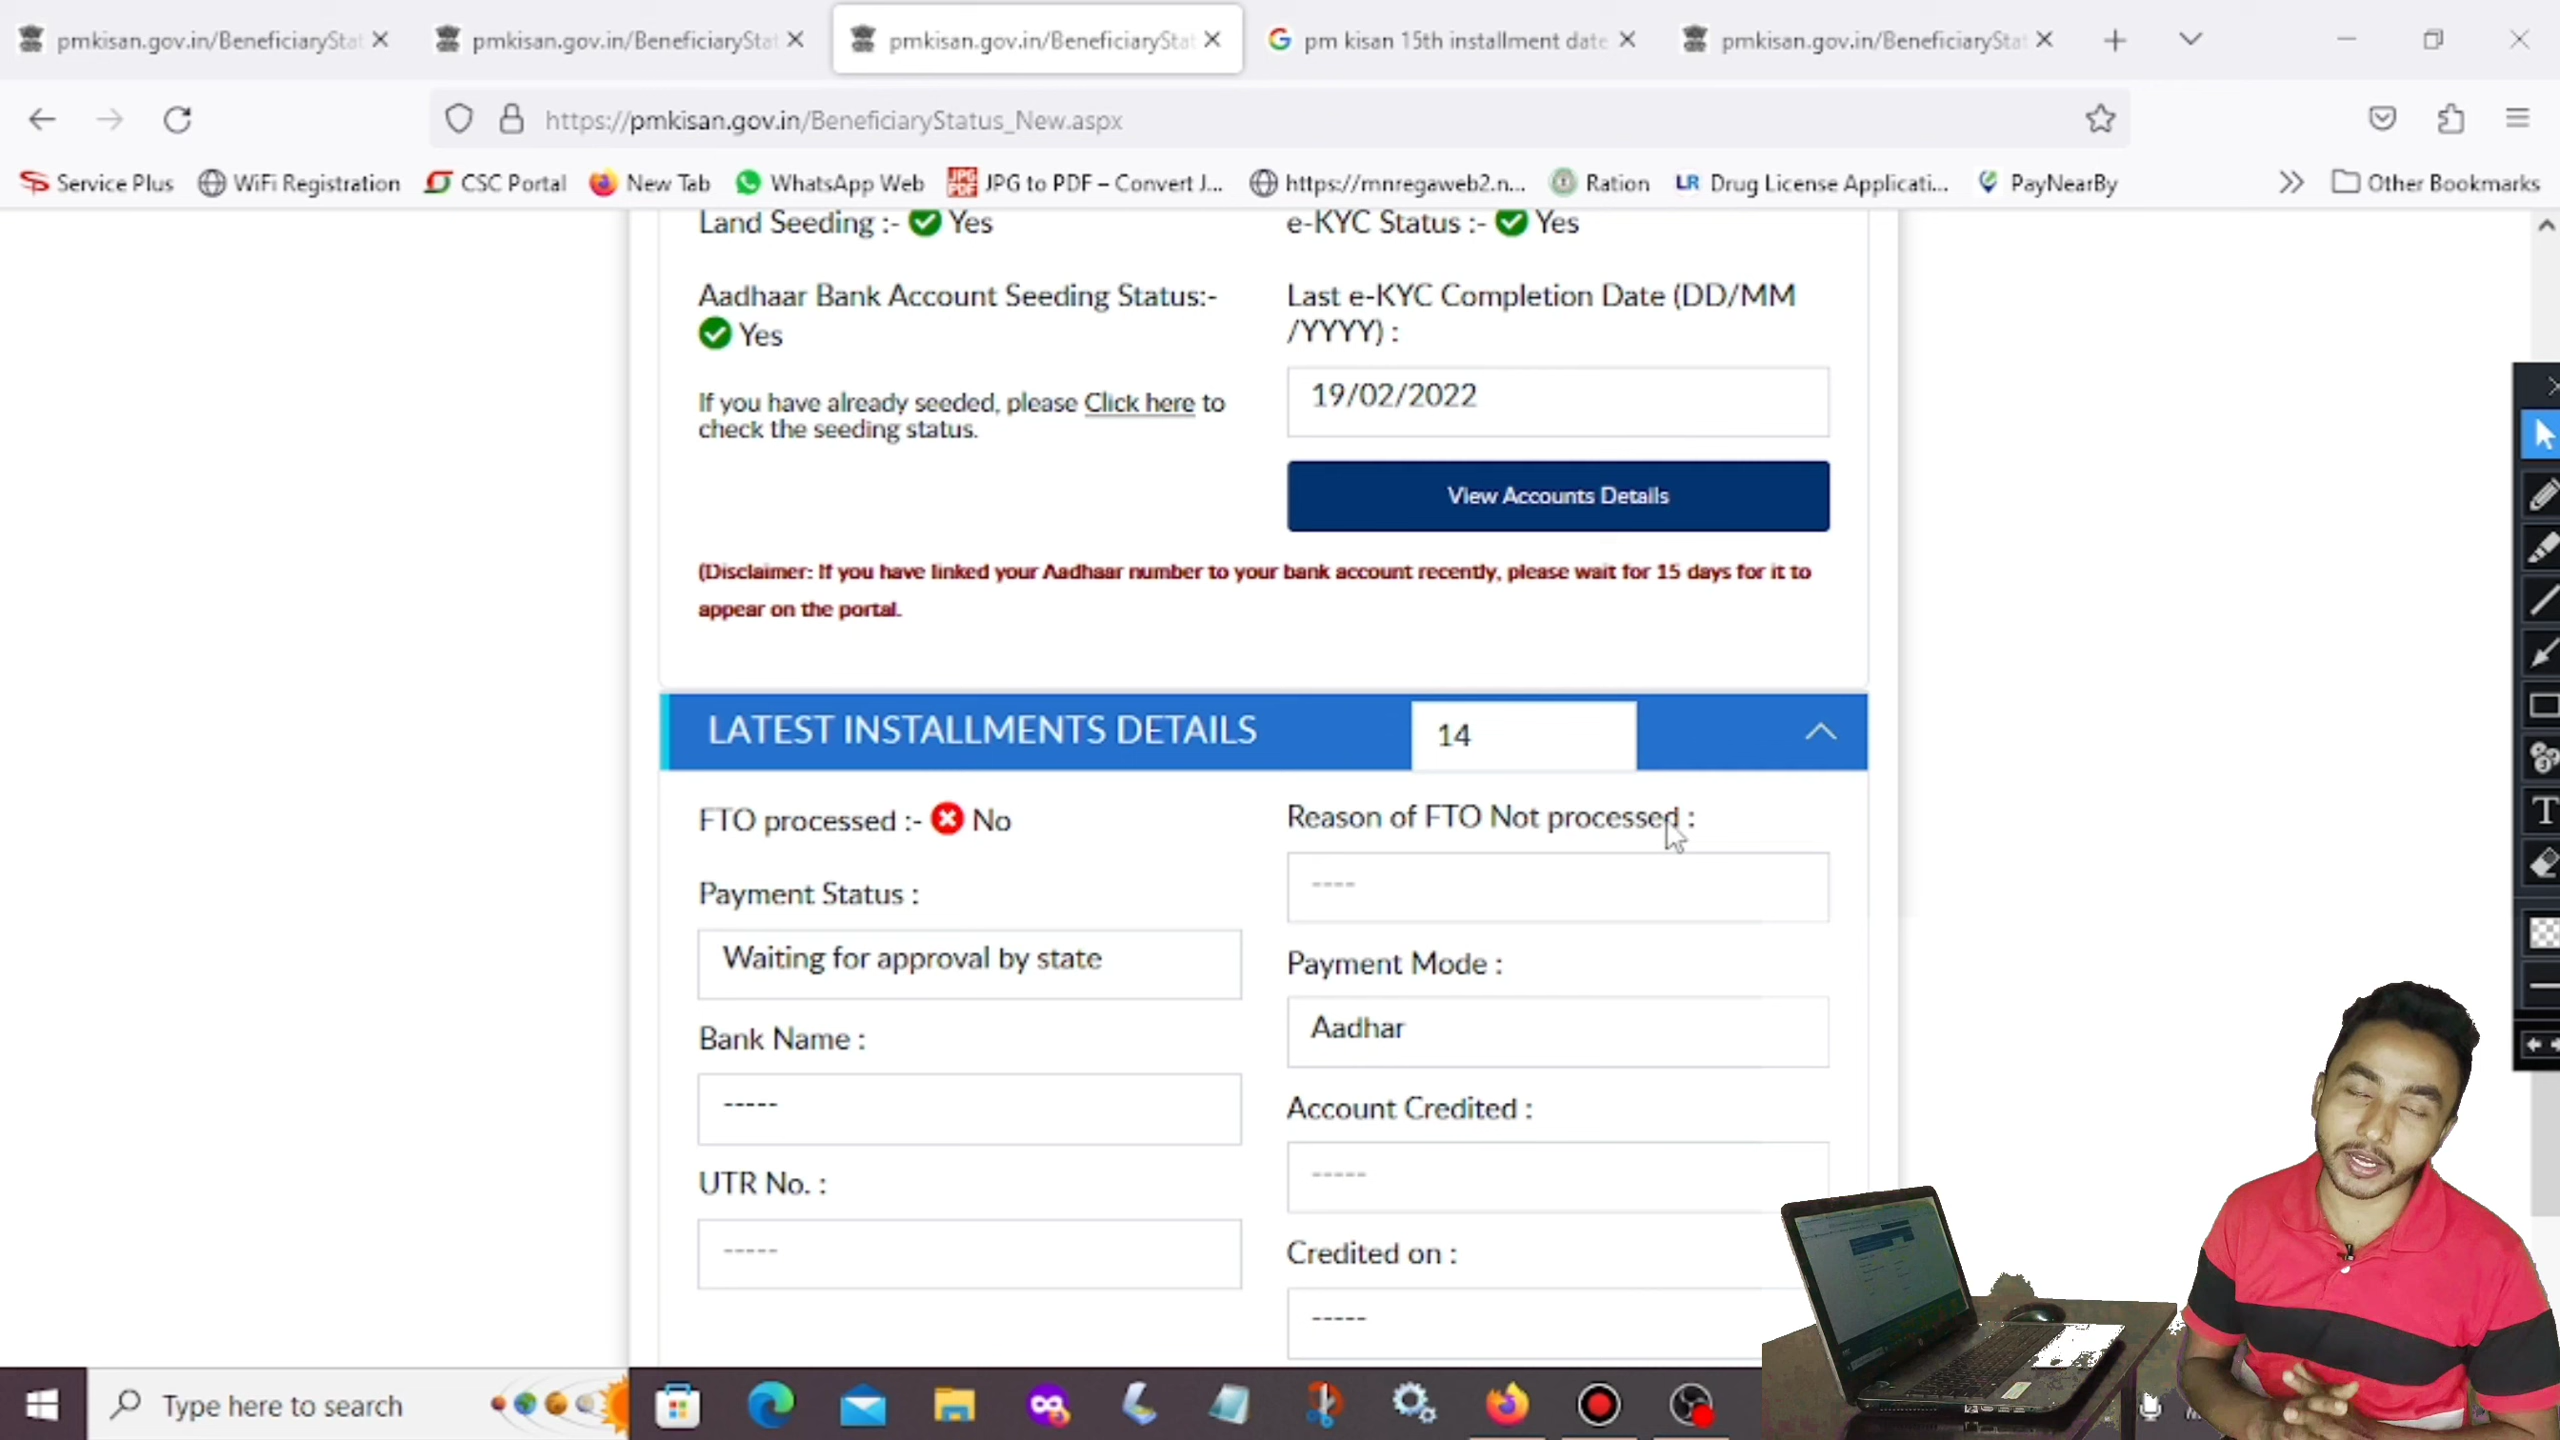 pmkisan.gov.in/BeneficiarySta
pmkisan.gov.in/BeneficiaryStat
pmkisan.gov.in/BeneficiaryStat
pm kisan 15th installment date
pmkisan.gov.in/BeneficiaryStat
https://pmkisan.gov.in/BeneficiaryStatus_New.aspx
Service Plus
WiFi Registration
CSC Portal
New Tab
WhatsApp Web
JPG to PDF – Convert J...
https://mnregaweb2.n...
Ration
LR Drug License Applicati...
PayNearBy
Other Bookmarks
Land Seeding :- Yes
e-KYC Status :- Yes
Aadhaar Bank Account Seeding Status:-
Yes
Last e-KYC Completion Date (DD/MM
/YYYY) :
If you have already seeded, please Click here to
check the seeding status.
19/02/2022
View Accounts Details
(Disclaimer: If you have linked your Aadhaar number to your bank account recently, please wait for 15 days for it to
appear on the portal.
LATEST INSTALLMENTS DETAILS
14
FTO processed :- No
Reason of FTO Not processed :
----
Payment Status :
Waiting for approval by state
Payment Mode :
Aadhar
Bank Name :
-----
Account Credited :
-----
UTR No. :
-----
Credited on :
-----
Type here to search